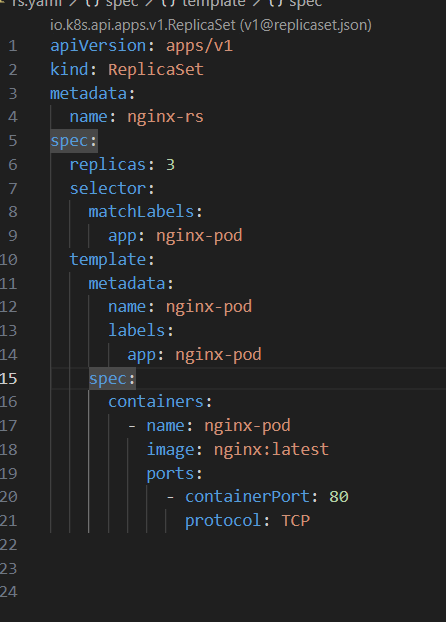 rs.yaml / {} spec / {} template / {} spec
io.k8s.api.apps.v1.ReplicaSet (v1@replicaset.json)
1 apiVersion: apps/v1
2 kind: ReplicaSet
3 metadata:
4 name: nginx-rs
5 spec:
6 replicas: 3
7 selector:
8 matchLabels:
9 app: nginx-pod
10 template:
11 metadata:
12 name: nginx-pod
13 labels:
14 app: nginx-pod
15 spec:
16 containers:
17 - name: nginx-pod
18 image: nginx:latest
19 ports:
20 - containerPort: 80
21 protocol: TCP
22
23
24